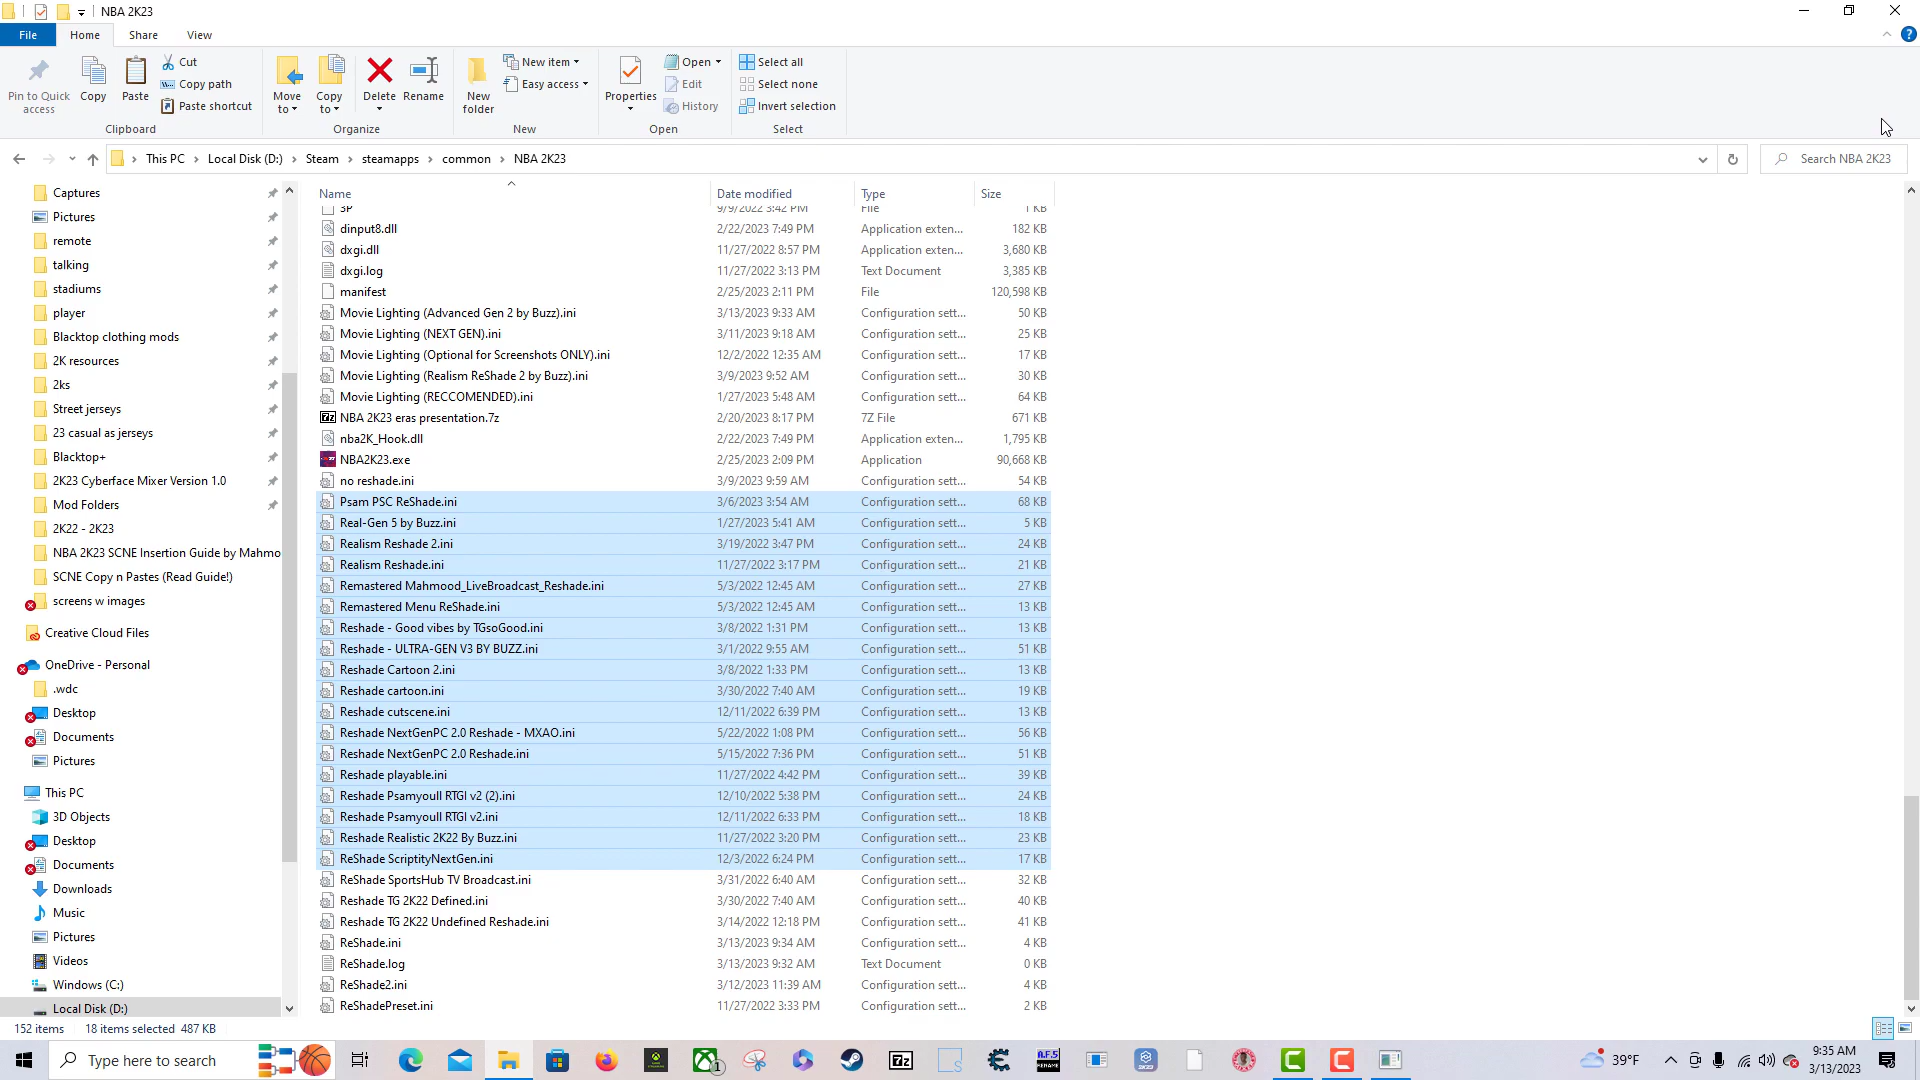 NBA 2K23
File Home Share View
Pin to Quick access
Copy
Paste
Cut
Copy path
Paste shortcut
Clipboard
Move to
Copy to
Delete
Rename
Organize
New folder
New item
Easy access
New
Properties
Open
Edit
History
Open
Select all
Select none
Invert selection
Select
This PC > Local Disk (D:) > Steam > steamapps > common > NBA 2K23
Search NBA 2K23
Captures
Pictures
remote
talking
stadiums
player
Blacktop clothing mods
2K resources
2ks
Street jerseys
23 casual as jerseys
Blacktop+
2K23 Cyberface Mixer Version 1.0
Mod Folders
2K22 - 2K23
NBA 2K23 SCNE Insertion Guide by Mahmo
SCNE Copy n Pastes (Read Guide!)
screens w images
Creative Cloud Files
OneDrive - Personal
.wdc
Desktop
Documents
Pictures
This PC
3D Objects
Desktop
Documents
Downloads
Music
Pictures
Videos
Windows (C:)
Local Disk (D:)
Name Date modified Type Size
3P 9/9/2022 3:42 PM File 1 KB
dinput8.dll 2/22/2023 7:49 PM Application exten... 182 KB
dxgi.dll 11/27/2022 8:57 PM Application exten... 3,680 KB
dxgi.log 11/27/2022 3:13 PM Text Document 3,385 KB
manifest 2/25/2023 2:11 PM File 120,598 KB
Movie Lighting (Advanced Gen 2 by Buzz).ini 3/13/2023 9:33 AM Configuration sett... 50 KB
Movie Lighting (NEXT GEN).ini 3/11/2023 9:18 AM Configuration sett... 25 KB
Movie Lighting (Optional for Screenshots ONLY).ini 12/2/2022 12:35 AM Configuration sett... 17 KB
Movie Lighting (Realism ReShade 2 by Buzz).ini 3/9/2023 9:52 AM Configuration sett... 30 KB
Movie Lighting (RECCOMENDED).ini 1/27/2023 5:48 AM Configuration sett... 64 KB
NBA 2K23 eras presentation.7z 2/20/2023 8:17 PM 7Z File 671 KB
nba2K_Hook.dll 2/22/2023 7:49 PM Application exten... 1,795 KB
NBA2K23.exe 2/25/2023 2:09 PM Application 90,668 KB
no reshade.ini 3/9/2023 9:59 AM Configuration sett... 54 KB
Psam PSC ReShade.ini 3/6/2023 3:54 AM Configuration sett... 68 KB
Real-Gen 5 by Buzz.ini 1/27/2023 5:41 AM Configuration sett... 5 KB
Realism Reshade 2.ini 3/19/2022 3:47 PM Configuration sett... 24 KB
Realism Reshade.ini 11/27/2022 3:17 PM Configuration sett... 21 KB
Remastered Mahmood_LiveBroadcast_Reshade.ini 5/3/2022 12:45 AM Configuration sett... 27 KB
Remastered Menu ReShade.ini 5/3/2022 12:45 AM Configuration sett... 13 KB
Reshade - Good vibes by TGsoGood.ini 3/8/2022 1:31 PM Configuration sett... 13 KB
Reshade - ULTRA-GEN V3 BY BUZZ.ini 3/1/2022 9:55 AM Configuration sett... 51 KB
Reshade Cartoon 2.ini 3/8/2022 1:33 PM Configuration sett... 13 KB
Reshade cartoon.ini 3/30/2022 7:40 AM Configuration sett... 19 KB
Reshade cutscene.ini 12/11/2022 6:39 PM Configuration sett... 13 KB
Reshade NextGenPC 2.0 Reshade - MXAO.ini 5/22/2022 1:08 PM Configuration sett... 56 KB
Reshade NextGenPC 2.0 Reshade.ini 5/15/2022 7:36 PM Configuration sett... 51 KB
Reshade playable.ini 11/27/2022 4:42 PM Configuration sett... 39 KB
Reshade Psamyoull RTGI v2 (2).ini 12/10/2022 5:38 PM Configuration sett... 24 KB
Reshade Psamyoull RTGI v2.ini 12/11/2022 6:33 PM Configuration sett... 18 KB
Reshade Realistic 2K22 By Buzz.ini 11/27/2022 3:20 PM Configuration sett... 23 KB
ReShade ScriptityNextGen.ini 12/3/2022 6:24 PM Configuration sett... 17 KB
ReShade SportsHub TV Broadcast.ini 3/31/2022 6:40 AM Configuration sett... 32 KB
Reshade TG 2K22 Defined.ini 3/30/2022 7:40 AM Configuration sett... 40 KB
Reshade TG 2K22 Undefined Reshade.ini 3/14/2022 12:18 PM Configuration sett... 41 KB
ReShade.ini 3/13/2023 9:34 AM Configuration sett... 4 KB
ReShade.log 3/13/2023 9:32 AM Text Document 0 KB
ReShade2.ini 3/12/2023 11:39 AM Configuration sett... 4 KB
ReShadePreset.ini 11/27/2022 3:33 PM Configuration sett... 2 KB
152 items 18 items selected 487 KB
Type here to search
39°F
9:35 AM
3/13/2023